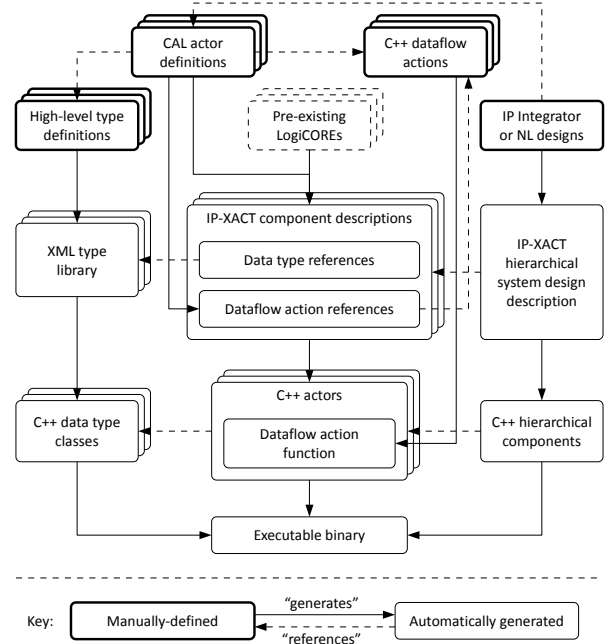 CAL actor
definitions
C++ dataflow
actions
High-level type
definitions
Pre-existing
LogiCOREs
IP Integrator
or NL designs
IP-XACT component descriptions
XML type
library
Data type references
Dataflow action references
IP-XACT
hierarchical
system design
description
C++ actors
C++ data type
classes
Dataflow action
function
C++ hierarchical
components
Executable binary
Key:
Manually-defined
“generates”
“references”
Automatically generated